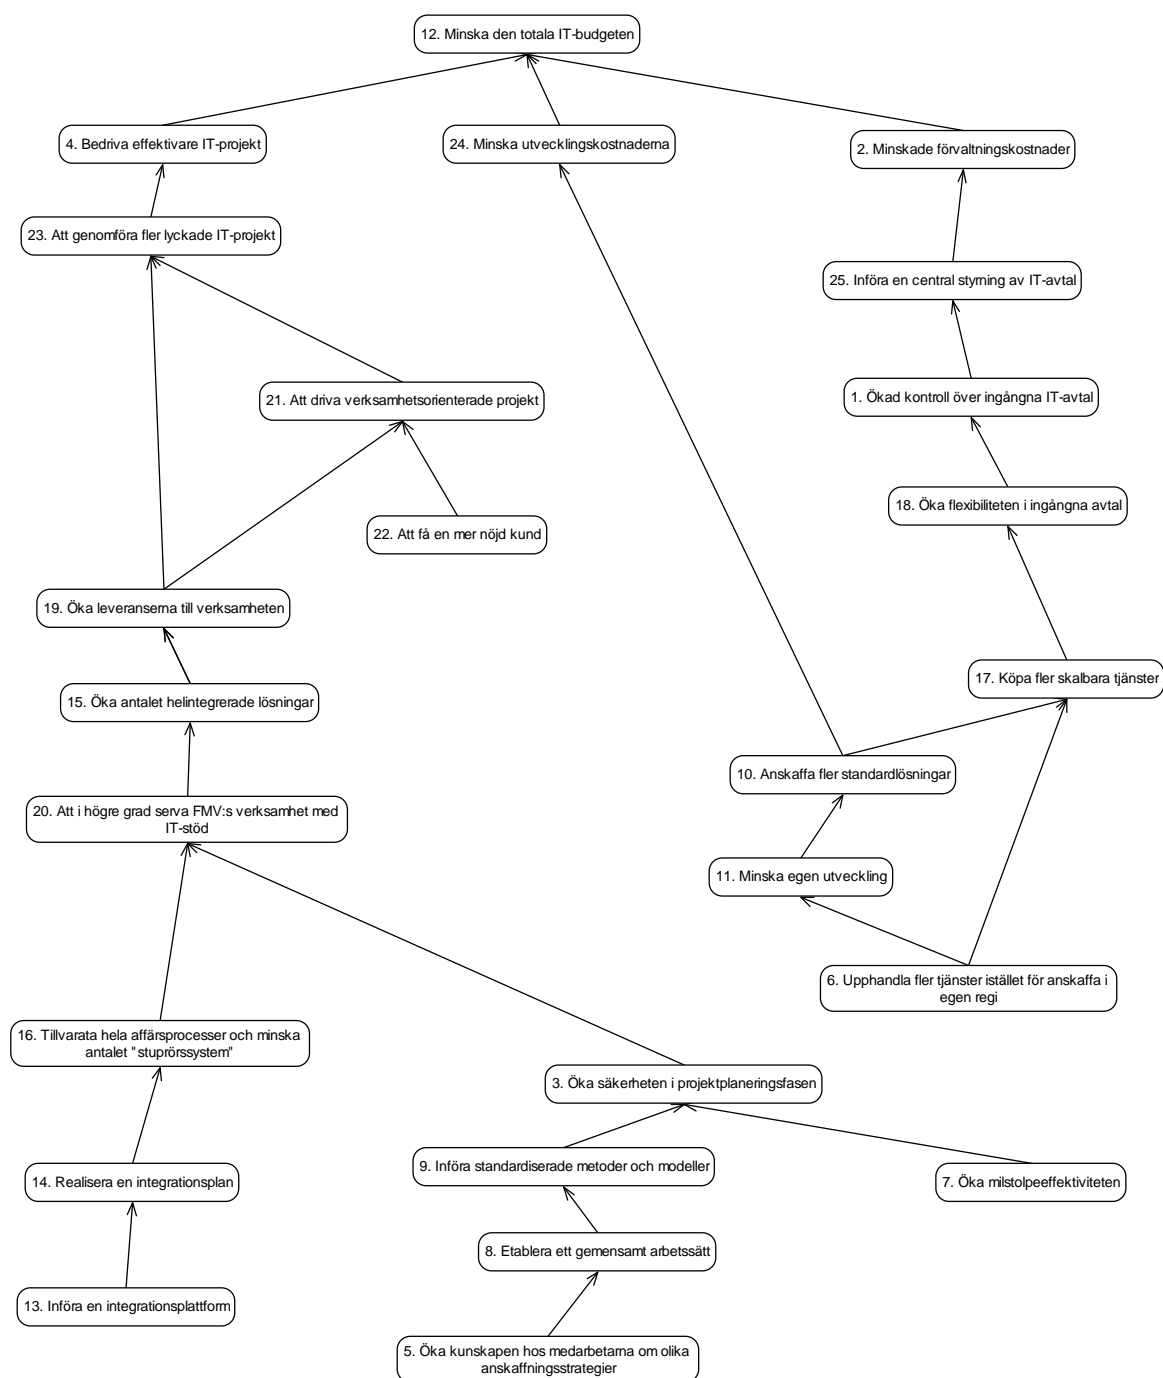 12. Minska den totala IT-budgeten
4. Bedriva effektivare IT-projekt
24. Minska utvecklingskostnaderna
2. Minskade förvaltningskostnader
23. Att genomföra fler lyckade IT-projekt
25. Införa en central styrning av IT-avtal
21. Att driva verksamhetsorienterade projekt
1. Ökad kontroll över ingångna IT-avtal
18. Öka flexibiliteten i ingångna avtal
22. Att få en mer nöjd kund
19. Öka leveranserna till verksamheten
17. Köpa fler skalbara tjänster
15. Öka antalet helintegrerade lösningar
10. Anskaffa fler standardlösningar
20. Att i högre grad serva FMV:s verksamhet med
IT-stöd
11. Minska egen utveckling
6. Upphandla fler tjänster istället för anskaffa i
egen regi
16. Tillvarata hela affärsprocesser och minska
antalet "stuprörssystem"
3. Öka säkerheten i projektplaneringsfasen
9. Införa standardiserade metoder och modeller
14. Realisera en integrationsplan
7. Öka milstolpeeffektiviteten
8. Etablera ett gemensamt arbetssätt
13. Införa en integrationsplattform
5. Öka kunskapen hos medarbetarna om olika
anskaffningsstrategier